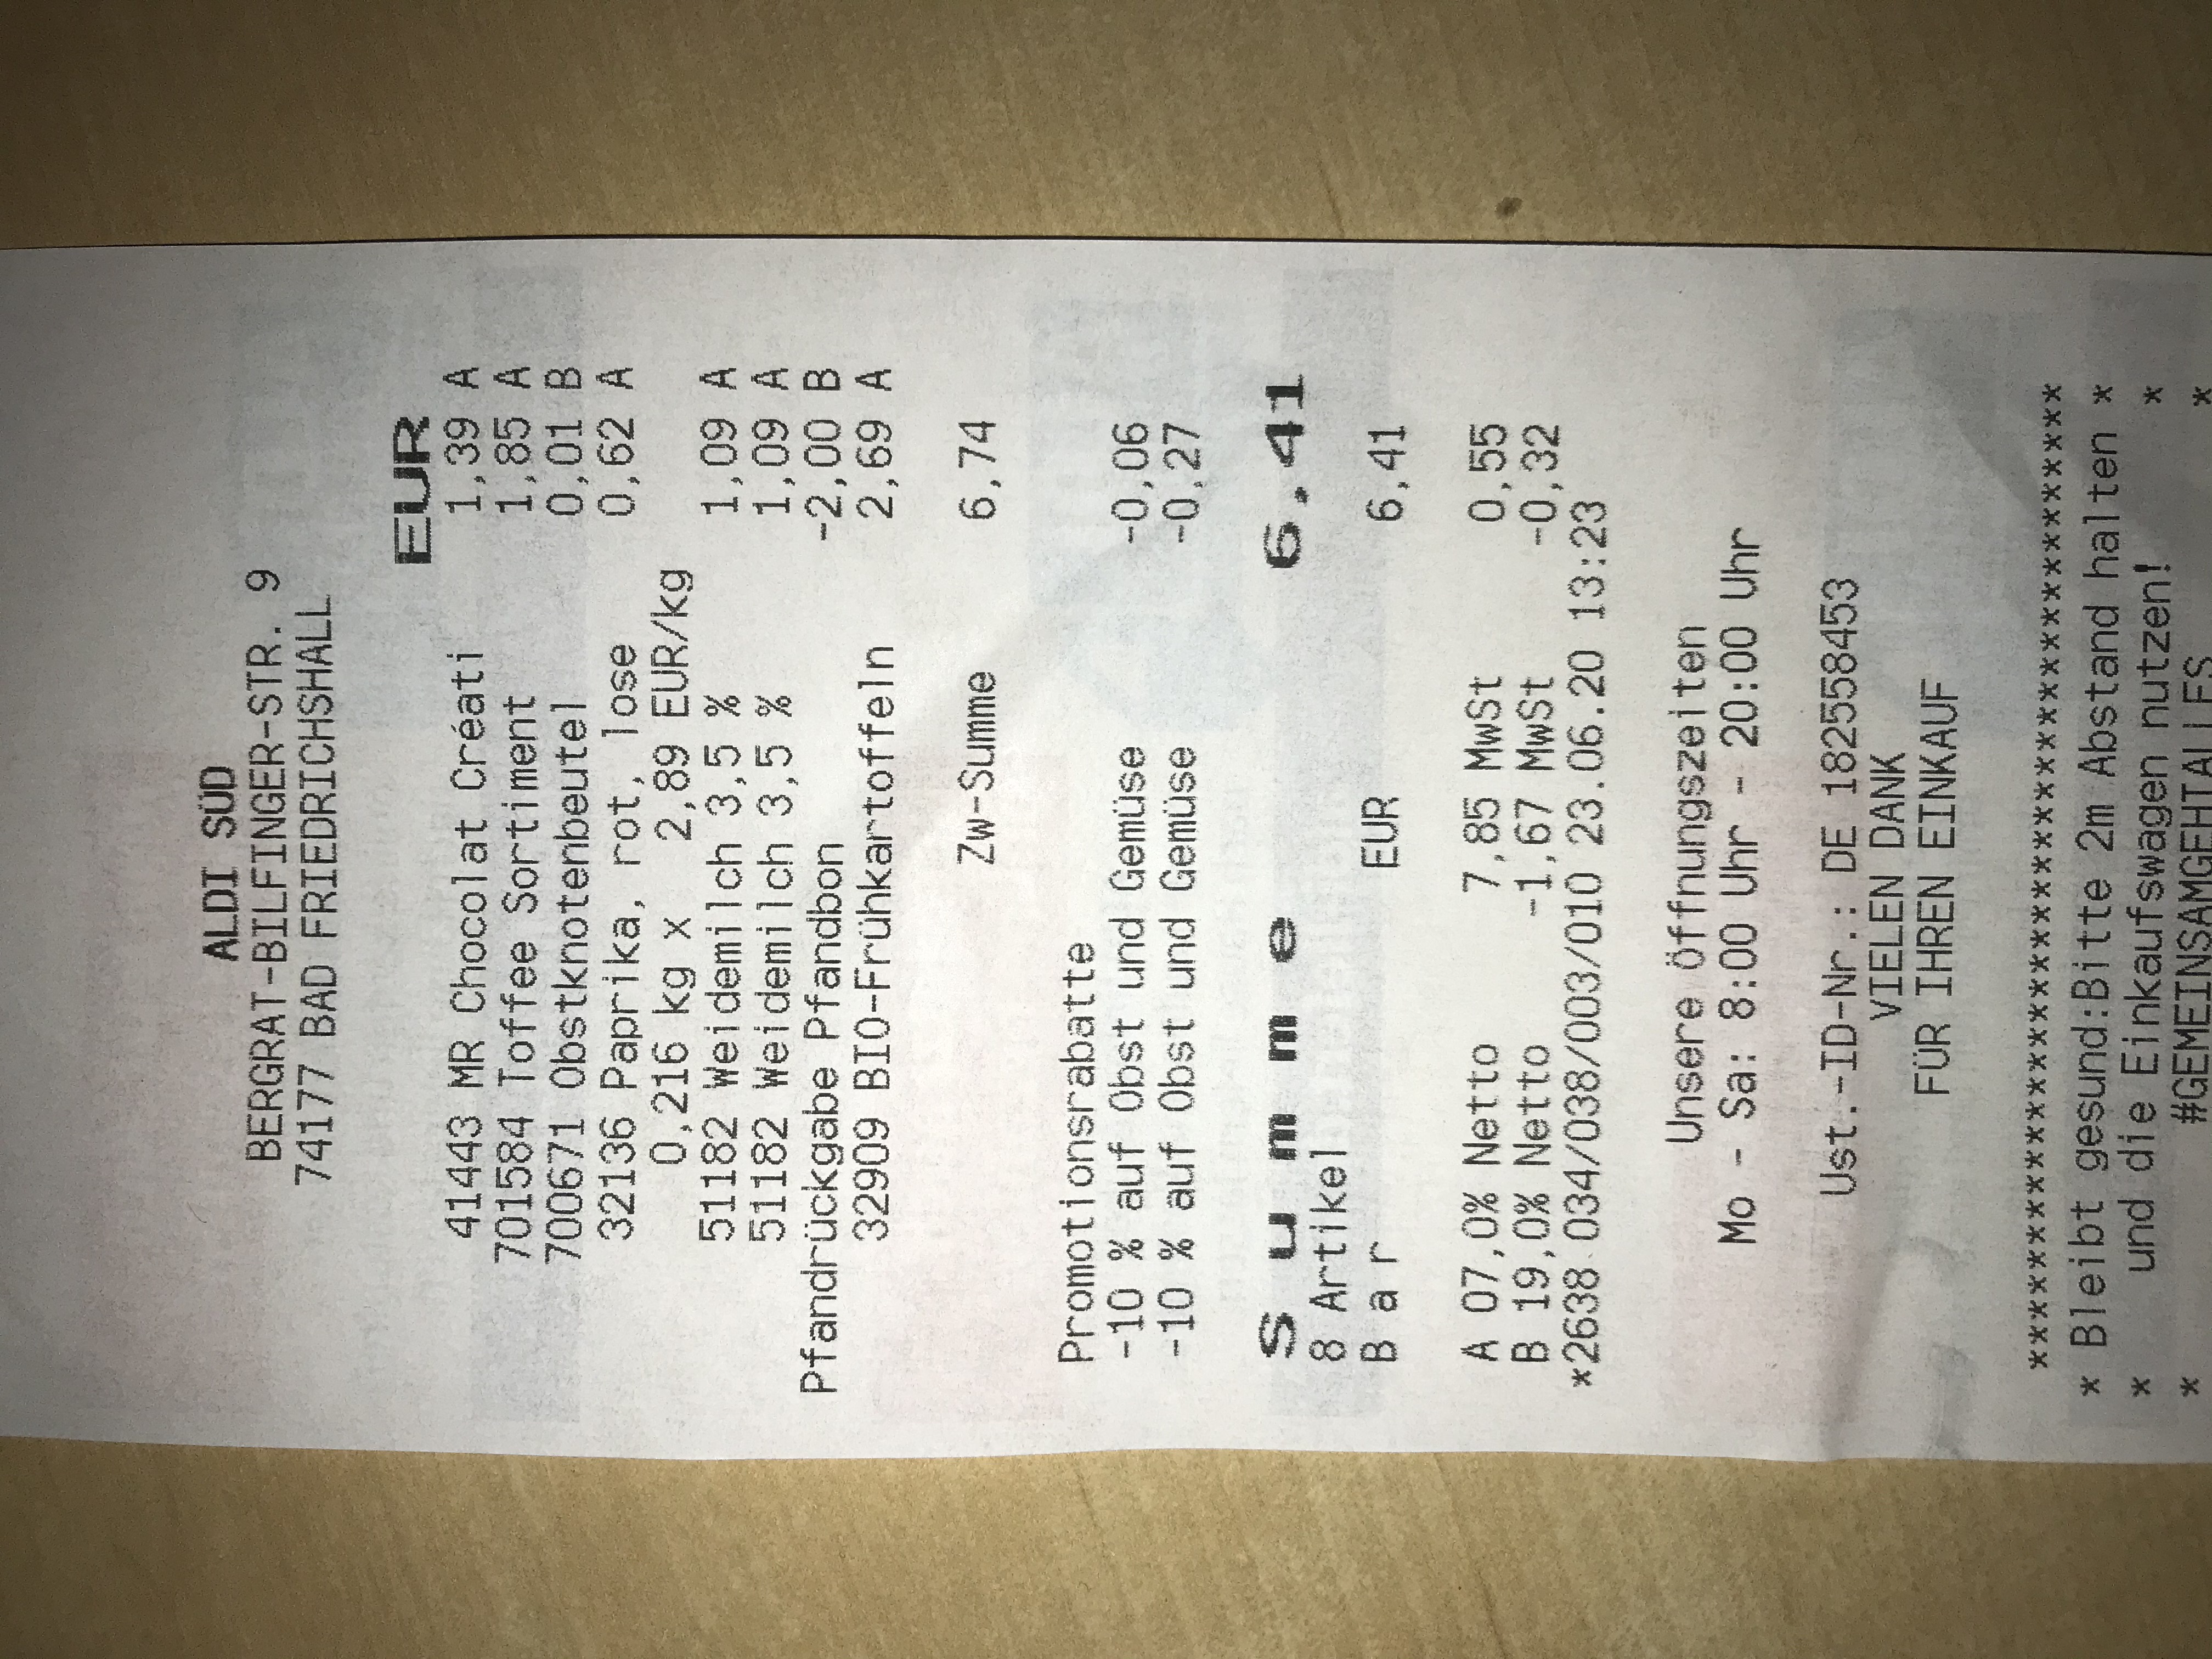 ALDI SÜD
BERGRAT-BILFINGER-STR. 9
74177 BAD FRIEDRICHSHALL
EUR
41443 MR Chocolat Créati 1,39 A
701584 Toffee Sortiment 1,85 A
700671 Obstknotenbeutel 0,01 B
32136 Paprika, rot, lose 0,62 A
0,216 kg x 2,89 EUR/kg
51182 Weidemilch 3,5 % 1,09 A
51182 Weidemilch 3,5 % 1,09 A
Pfandrückgabe Pfandbon -2,00 B
32909 BIO-Frühkartoffeln 2,69 A
Zw-Summe 6,74
Promotionsrabatte
-10 % auf Obst und Gemüse -0,06
-10 % auf Obst und Gemüse -0,27
S u m m e 6,41
8 Artikel
B a r EUR 6,41
A 07,0% Netto 7,85 MwSt 0,55
B 19,0% Netto -1,67 MwSt -0,32
*2638 034/038/003/010 23.06.20 13:23
Unsere Öffnungszeiten
Mo - Sa: 8:00 Uhr - 20:00 Uhr
Ust.-ID-Nr.: DE 182558453
VIELEN DANK
FÜR IHREN EINKAUF
****************************************
* Bleibt gesund:Bitte 2m Abstand halten *
* und die Einkaufswagen nutzen! *
* #GEMEINSAMGEHTALLES *